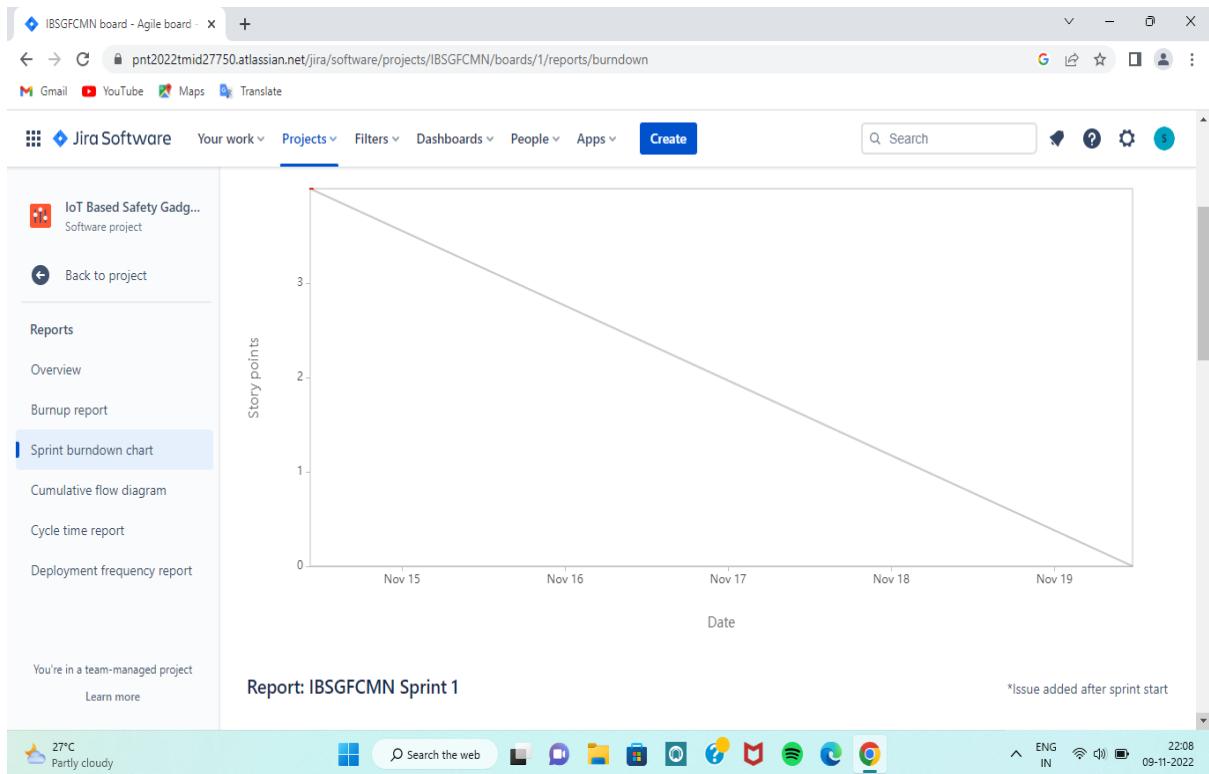 IBSGFCMN board - Agile board -
pnt2022tmid27750.atlassian.net/jira/software/projects/IBSGFCMN/boards/1/reports/burndown
Gmail YouTube Maps Translate
Jira Software Your work Projects Filters Dashboards People Apps Create Search S
IoT Based Safety Gadg...
Software project
Back to project
Reports
Overview
Burnup report
Sprint burndown chart
Cumulative flow diagram
Cycle time report
Deployment frequency report
You're in a team-managed project
Learn more
Story points
3
2
1
0
Nov 15 Nov 16 Nov 17 Nov 18 Nov 19
Date
Report: IBSGFCMN Sprint 1
*Issue added after sprint start
27°C
Partly cloudy
Search the web
ENG
IN
22:08
09-11-2022